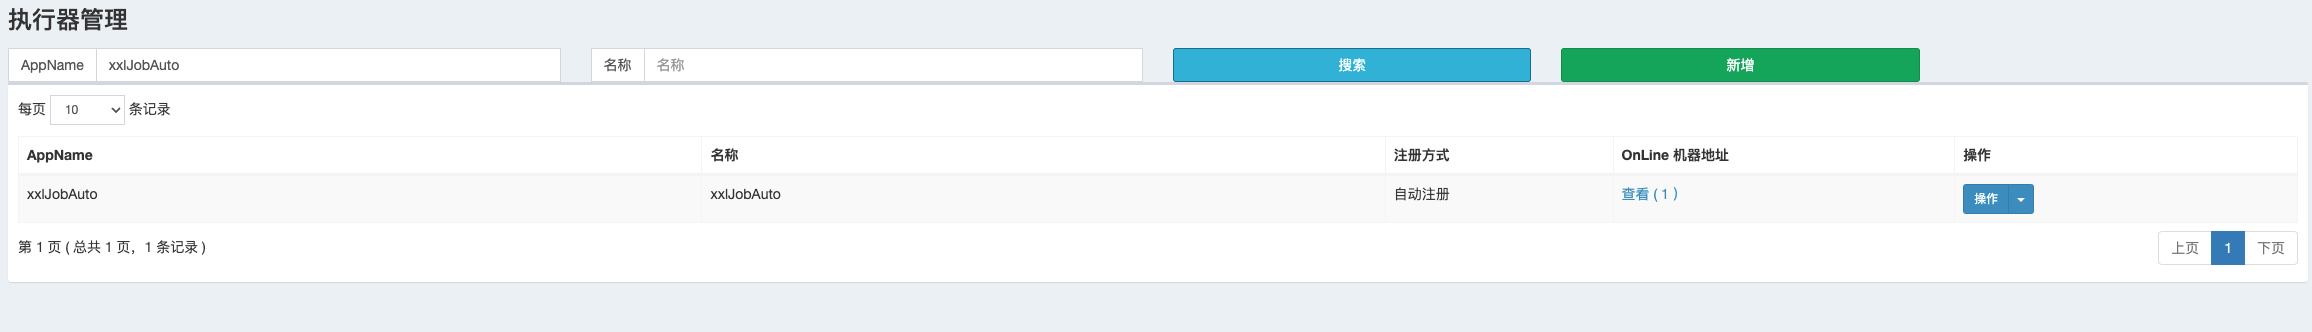 执行器管理
AppName xxlJobAuto 名称 名称 搜索 新增
每页 10 条记录
AppName 名称 注册方式 OnLine 机器地址 操作
xxlJobAuto xxlJobAuto 自动注册 查看 ( 1 ) 操作
第 1 页 ( 总共 1 页，1 条记录 ) 上页 1 下页